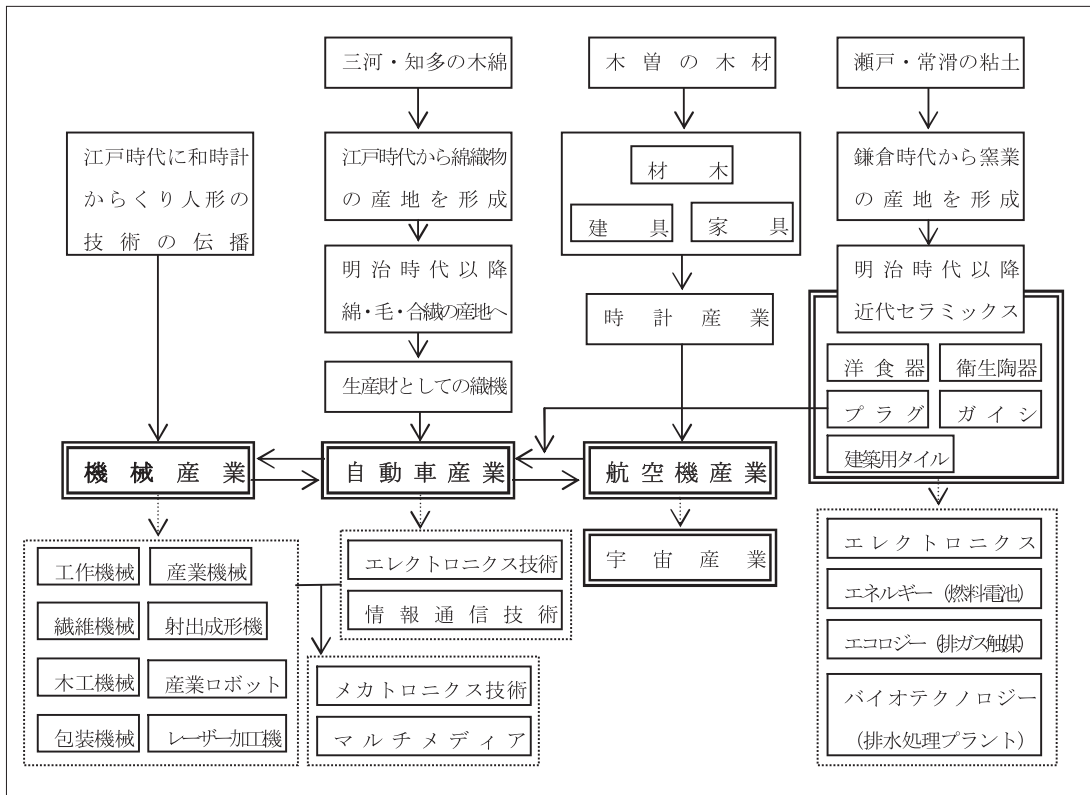 三河・知多の木綿
木曽の木材
瀬戸・常滑の粘土
江戸時代に和時計
からくり人形の
技術の伝播
江戸時代から綿織物
の産地を形成
材木
建具
家具
鎌倉時代から窯業
の産地を形成
明治時代以降
綿・毛・合繊の産地へ
時計産業
明治時代以降
近代セラミックス
生産財としての織機
洋食器
衛生陶器
プラグ
ガイシ
建築用タイル
機械産業
自動車産業
航空機産業
宇宙産業
工作機械
産業機械
繊維機械
射出成形機
木工機械
産業ロボット
包装機械
レーザー加工機
エレクトロニクス技術
情報通信技術
メカトロニクス技術
マルチメディア
エレクトロニクス
エネルギー(燃料電池)
エコロジー(排ガス触媒)
バイオテクノロジー
(排水処理プラント)